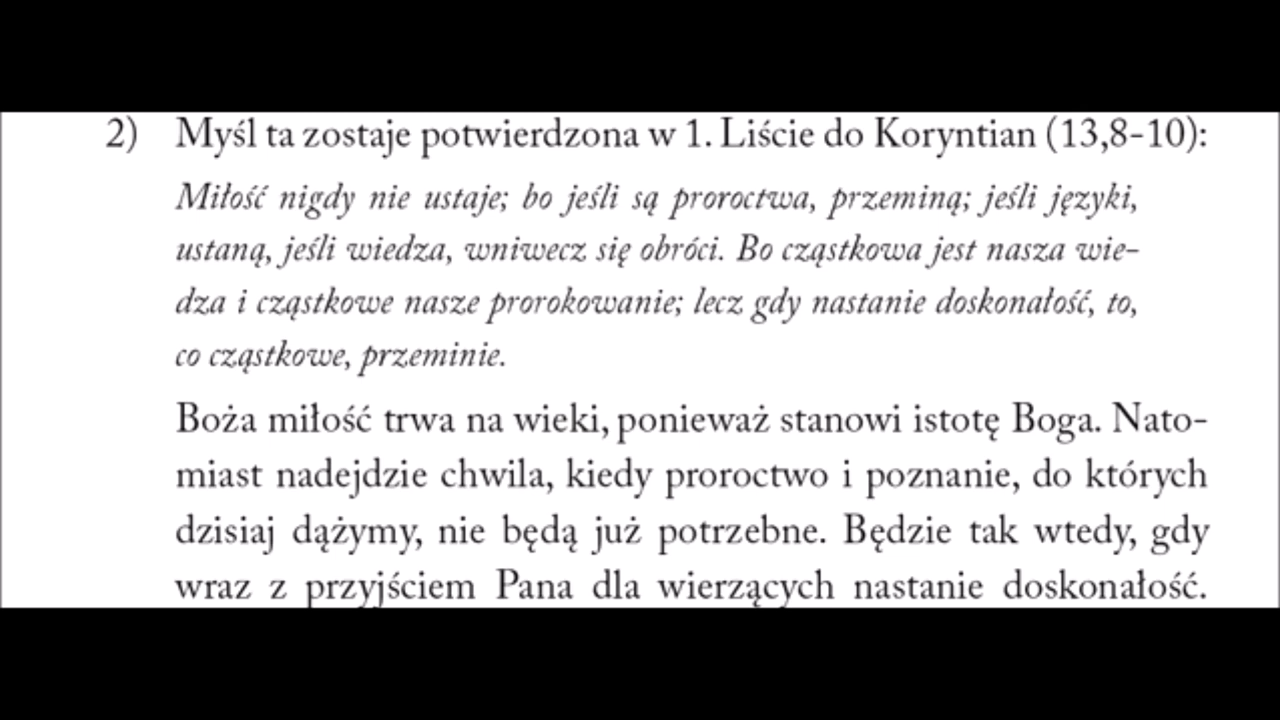 2) Myśl ta zostaje potwierdzona w 1. Liście do Koryntian (13,8-10):
Miłość nigdy nie ustaje; bo jeśli są proroctwa, przeminą; jeśli języki,
ustaną, jeśli wiedza, wniwecz się obróci. Bo cząstkowa jest nasza wie-
dza i cząstkowe nasze prorokowanie; lecz gdy nastanie doskonałość, to,
co cząstkowe, przeminie.
Boża miłość trwa na wieki, ponieważ stanowi istotę Boga. Nato-
miast nadejdzie chwila, kiedy proroctwo i poznanie, do których
dzisiaj dążymy, nie będą już potrzebne. Będzie tak wtedy, gdy
wraz z przyjściem Pana dla wierzących nastanie doskonałość.